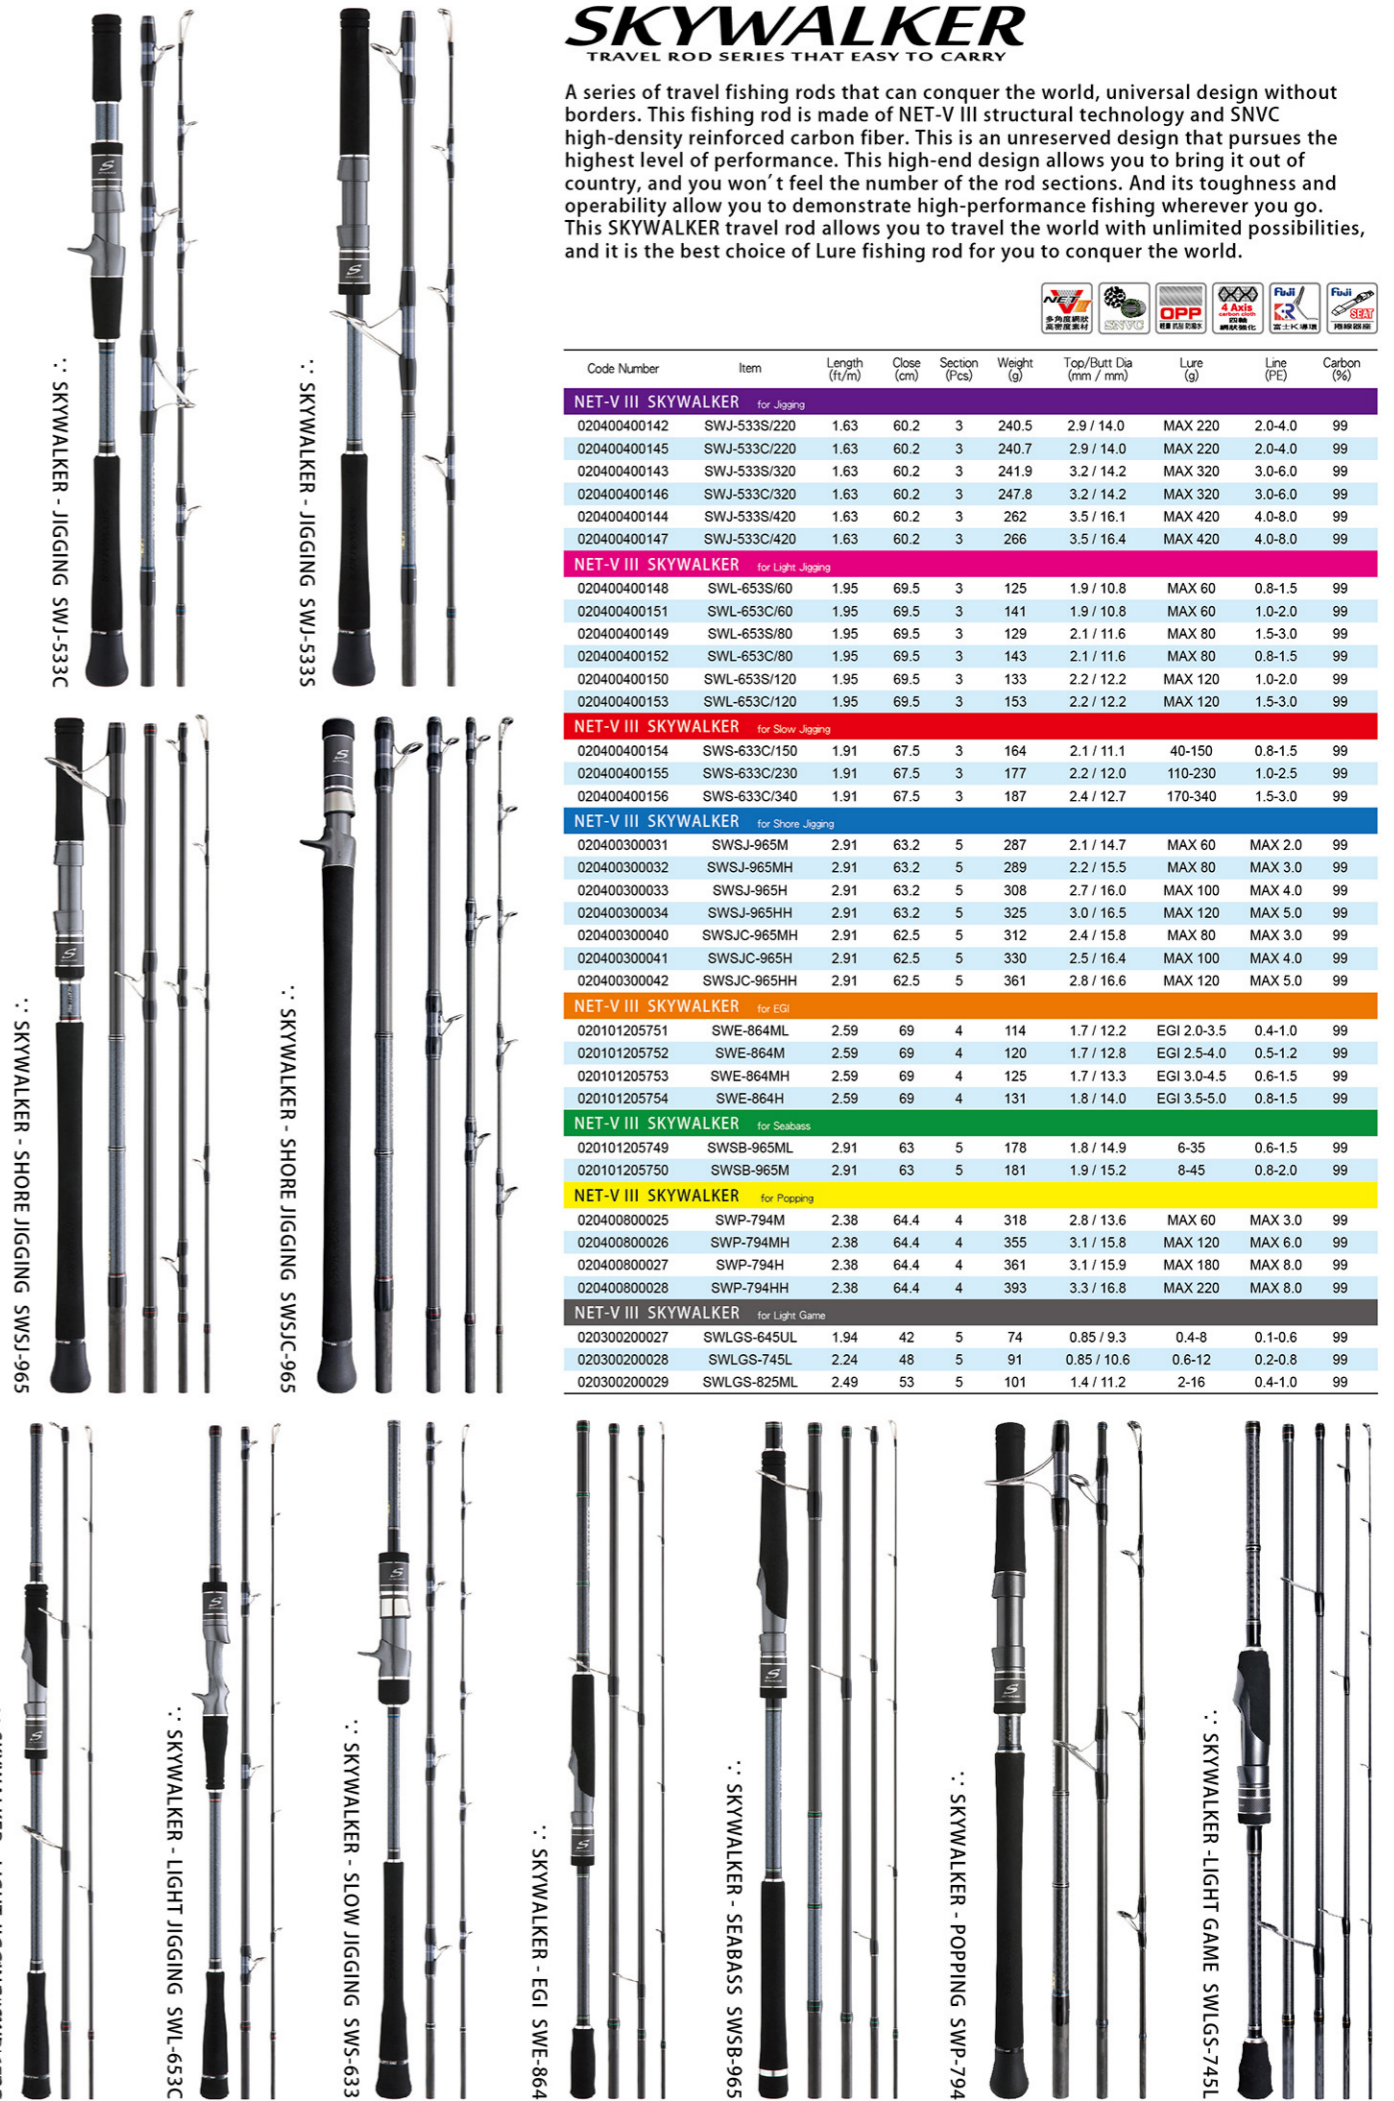 SKYWALKER
TRAVEL ROD SERIES THAT EASY TO CARRY
A series of travel fishing rods that can conquer the world, universal design without
borders. This fishing rod is made of NET-V III structural technology and SNVC
high-density reinforced carbon fiber. This is an unreserved design that pursues the
highest level of performance. This high-end design allows you to bring it out of
country, and you won't feel the number of the rod sections. And its toughness and
operability allow you to demonstrate high-performance fishing wherever you go.
This SKYWALKER travel rod allows you to travel the world with unlimited possibilities,
and it is the best choice of Lure fishing rod for you to conquer the world.
NET V 多角度網狀 高密度素材
SNVC
OPP
4 Axis carbon cloth 四軸 網狀強化
Fuji KR 富士K導環
Fuji SEAT 捲線器座
Code Number Item Length (ft/m) Close (cm) Section (Pcs) Weight (g) Top/Butt Dia (mm / mm) Lure (g) Line (PE) Carbon (%)
NET-V III SKYWALKER for Jigging
020400400142 SWJ-533S/220 1.63 60.2 3 240.5 2.9 / 14.0 MAX 220 2.0-4.0 99
020400400145 SWJ-533C/220 1.63 60.2 3 240.7 2.9 / 14.0 MAX 220 2.0-4.0 99
020400400143 SWJ-533S/320 1.63 60.2 3 241.9 3.2 / 14.2 MAX 320 3.0-6.0 99
020400400146 SWJ-533C/320 1.63 60.2 3 247.8 3.2 / 14.2 MAX 320 3.0-6.0 99
020400400144 SWJ-533S/420 1.63 60.2 3 262 3.5 / 16.1 MAX 420 4.0-8.0 99
020400400147 SWJ-533C/420 1.63 60.2 3 266 3.5 / 16.4 MAX 420 4.0-8.0 99
NET-V III SKYWALKER for Light Jigging
020400400148 SWL-653S/60 1.95 69.5 3 125 1.9 / 10.8 MAX 60 0.8-1.5 99
020400400151 SWL-653C/60 1.95 69.5 3 141 1.9 / 10.8 MAX 60 1.0-2.0 99
020400400149 SWL-653S/80 1.95 69.5 3 129 2.1 / 11.6 MAX 80 1.5-3.0 99
020400400152 SWL-653C/80 1.95 69.5 3 143 2.1 / 11.6 MAX 80 0.8-1.5 99
020400400150 SWL-653S/120 1.95 69.5 3 133 2.2 / 12.2 MAX 120 1.0-2.0 99
020400400153 SWL-653C/120 1.95 69.5 3 153 2.2 / 12.2 MAX 120 1.5-3.0 99
NET-V III SKYWALKER for Slow Jigging
020400400154 SWS-633C/150 1.91 67.5 3 164 2.1 / 11.1 40-150 0.8-1.5 99
020400400155 SWS-633C/230 1.91 67.5 3 177 2.2 / 12.0 110-230 1.0-2.5 99
020400400156 SWS-633C/340 1.91 67.5 3 187 2.4 / 12.7 170-340 1.5-3.0 99
NET-V III SKYWALKER for Shore Jigging
020400300031 SWSJ-965M 2.91 63.2 5 287 2.1 / 14.7 MAX 60 MAX 2.0 99
020400300032 SWSJ-965MH 2.91 63.2 5 289 2.2 / 15.5 MAX 80 MAX 3.0 99
020400300033 SWSJ-965H 2.91 63.2 5 308 2.7 / 16.0 MAX 100 MAX 4.0 99
020400300034 SWSJ-965HH 2.91 63.2 5 325 3.0 / 16.5 MAX 120 MAX 5.0 99
020400300040 SWSJC-965MH 2.91 62.5 5 312 2.4 / 15.8 MAX 80 MAX 3.0 99
020400300041 SWSJC-965H 2.91 62.5 5 330 2.5 / 16.4 MAX 100 MAX 4.0 99
020400300042 SWSJC-965HH 2.91 62.5 5 361 2.8 / 16.6 MAX 120 MAX 5.0 99
NET-V III SKYWALKER for EGI
020101205751 SWE-864ML 2.59 69 4 114 1.7 / 12.2 EGI 2.0-3.5 0.4-1.0 99
020101205752 SWE-864M 2.59 69 4 120 1.7 / 12.8 EGI 2.5-4.0 0.5-1.2 99
020101205753 SWE-864MH 2.59 69 4 125 1.7 / 13.3 EGI 3.0-4.5 0.6-1.5 99
020101205754 SWE-864H 2.59 69 4 131 1.8 / 14.0 EGI 3.5-5.0 0.8-1.5 99
NET-V III SKYWALKER for Seabass
020101205749 SWSB-965ML 2.91 63 5 178 1.8 / 14.9 6-35 0.6-1.5 99
020101205750 SWSB-965M 2.91 63 5 181 1.9 / 15.2 8-45 0.8-2.0 99
NET-V III SKYWALKER for Popping
020400800025 SWP-794M 2.38 64.4 4 318 2.8 / 13.6 MAX 60 MAX 3.0 99
020400800026 SWP-794MH 2.38 64.4 4 355 3.1 / 15.8 MAX 120 MAX 6.0 99
020400800027 SWP-794H 2.38 64.4 4 361 3.1 / 15.9 MAX 180 MAX 8.0 99
020400800028 SWP-794HH 2.38 64.4 4 393 3.3 / 16.8 MAX 220 MAX 8.0 99
NET-V III SKYWALKER for Light Game
020300200027 SWLGS-645UL 1.94 42 5 74 0.85 / 9.3 0.4-8 0.1-0.6 99
020300200028 SWLGS-745L 2.24 48 5 91 0.85 / 10.6 0.6-12 0.2-0.8 99
020300200029 SWLGS-825ML 2.49 53 5 101 1.4 / 11.2 2-16 0.4-1.0 99
SKYWALKER - JIGGING SWJ-533C
SKYWALKER - JIGGING SWJ-533S
SKYWALKER - SHORE JIGGING SWSJ-965
SKYWALKER - SHORE JIGGING SWSJC-965
SKYWALKER - LIGHT JIGGING SWL-653C
SKYWALKER - SLOW JIGGING SWS-633
SKYWALKER - EGI SWE-864
SKYWALKER - SEABASS SWSB-965
SKYWALKER - POPPING SWP-794
SKYWALKER -LIGHT GAME SWLGS-745L